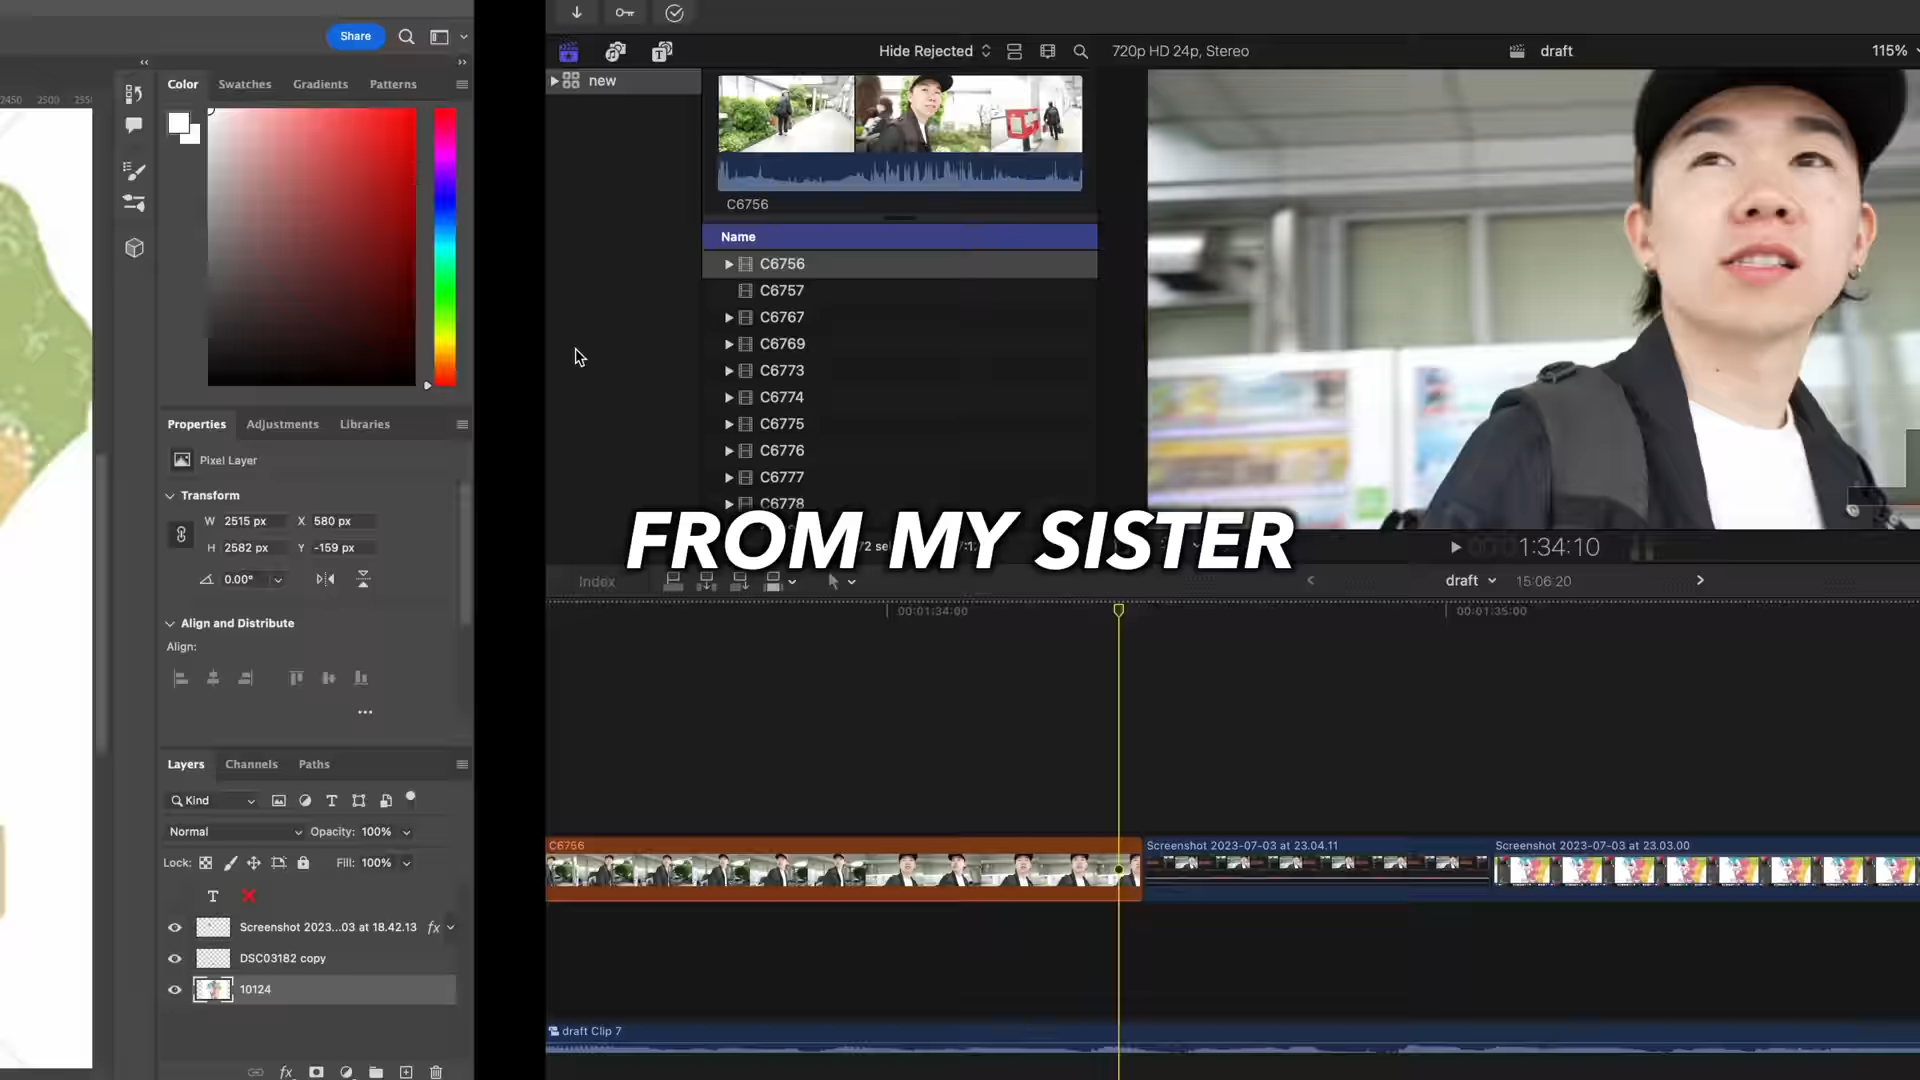 Share
2450 2500 255
Color Swatches Gradients Patterns
Properties Adjustments Libraries
Pixel Layer
Transform
W 2515 px X 580 px
H 2582 px Y -159 px
0.00°
Align and Distribute
Align:
Layers Channels Paths
Kind
Normal Opacity: 100%
Lock: Fill: 100%
Screenshot 2023...03 at 18.42.13 fx
DSC03182 copy
10124
fx
Hide Rejected
720p HD 24p, Stereo
draft
115%
new
C6756
Name
C6756
C6757
C6767
C6769
C6773
C6774
C6775
C6776
C6777
C6778
FROM MY SISTER
1:34:10
Index
draft 15:06:20
00:01:34:00 00:01:35:00
C6756
Screenshot 2023-07-03 at 23.04.11
Screenshot 2023-07-03 at 23.03.00
draft Clip 7